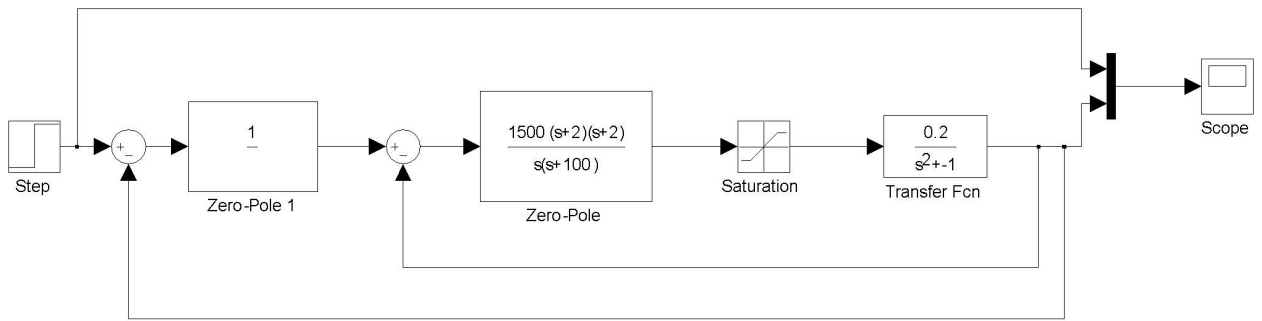 Step
+
−
1
Zero-Pole 1
+
−
1500 (s+2)(s+2)
s(s+100 )
Zero-Pole
Saturation
0.2
s2+-1
Transfer Fcn
Scope